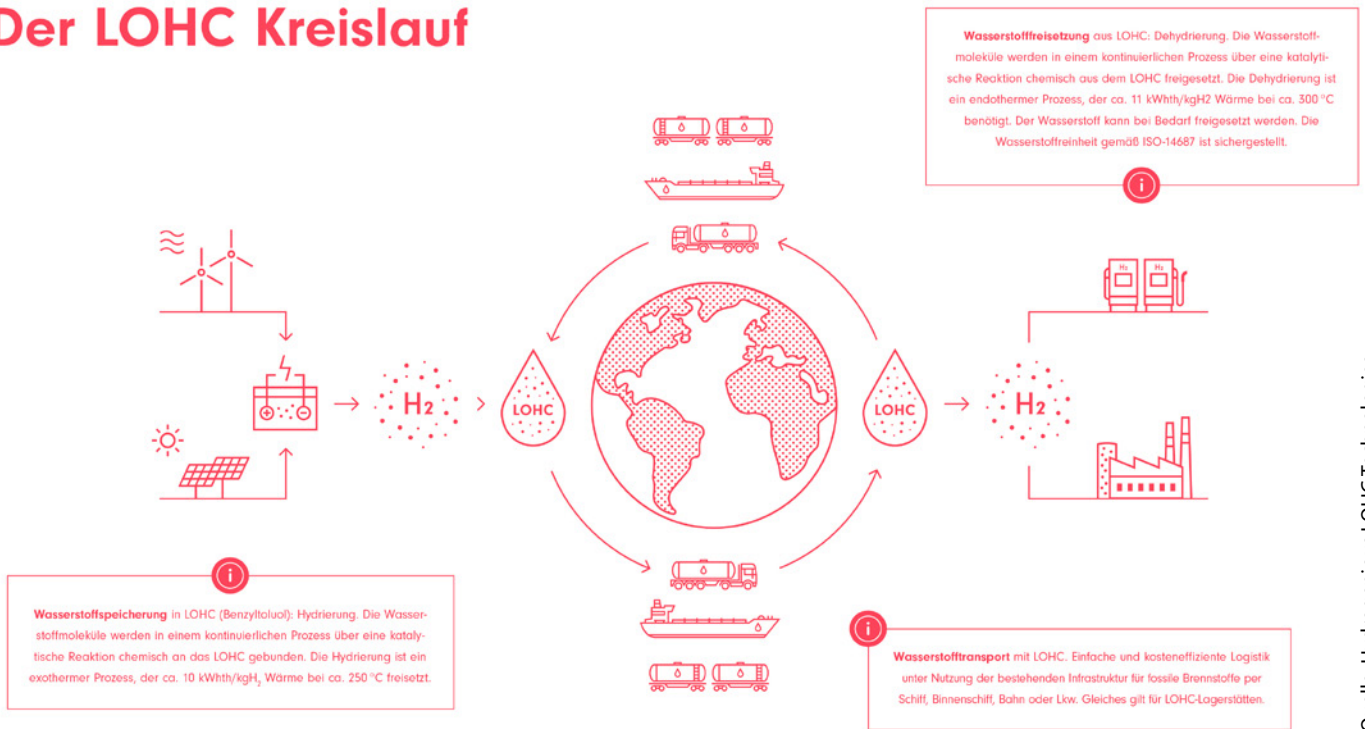 Der LOHC Kreislauf
Wasserstofffreisetzung aus LOHC: Dehydrierung. Die Wasserstoff-
moleküle werden in einem kontinuierlichen Prozess über eine katalyti-
sche Reaktion chemisch aus dem LOHC freigesetzt. Die Dehydrierung ist
ein endothermer Prozess, der ca. 11 kWhth/kgH2 Wärme bei ca. 300 °C
benötigt. Der Wasserstoff kann bei Bedarf freigesetzt werden. Die
Wasserstoffreinheit gemäß ISO-14687 ist sichergestellt.
i
H2 H2
H2
LOHC
LOHC
H2
i
Wasserstoffspeicherung in LOHC (Benzyltoluol): Hydrierung. Die Wasser-
stoffmoleküle werden in einem kontinuierlichen Prozess über eine kataly-
tische Reaktion chemisch an das LOHC gebunden. Die Hydrierung ist ein
exothermer Prozess, der ca. 10 kWhth/kgH₂ Wärme bei ca. 250 °C freisetzt.
i
Wasserstofftransport mit LOHC. Einfache und kosteneffiziente Logistik
unter Nutzung der bestehenden Infrastruktur für fossile Brennstoffe per
Schiff, Binnenschiff, Bahn oder Lkw. Gleiches gilt für LOHC-Lagerstätten.